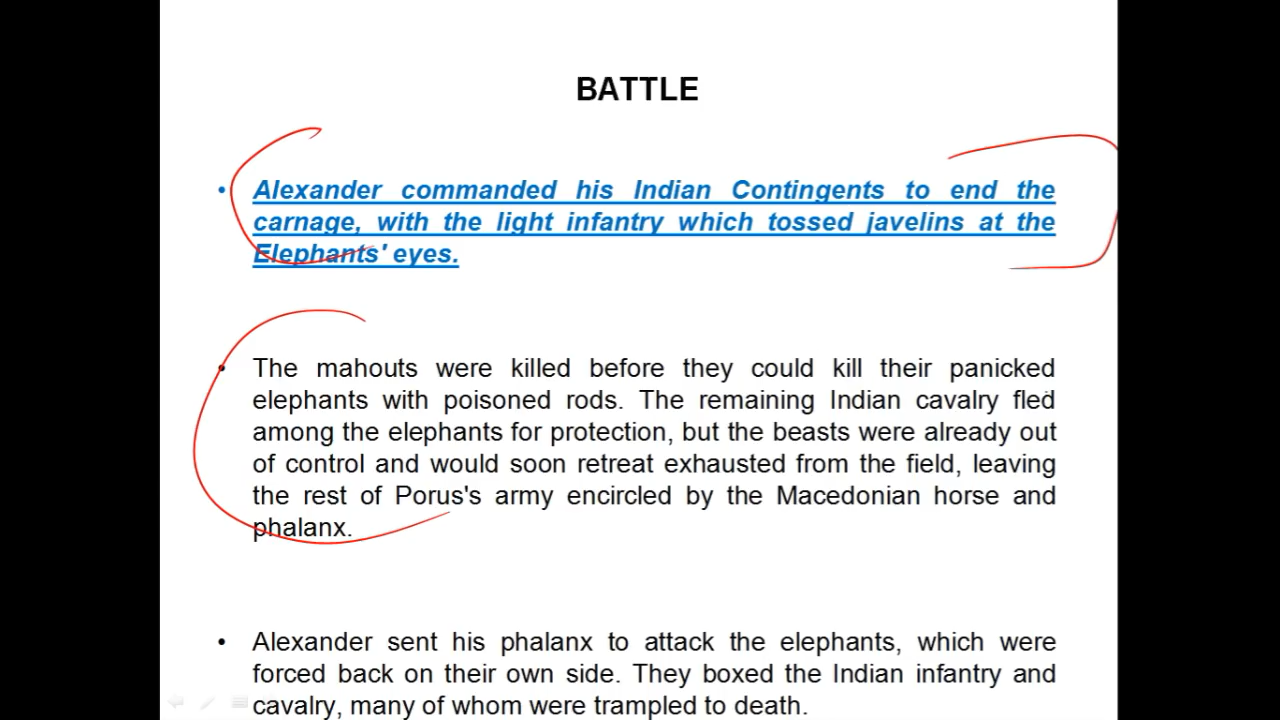 BATTLE
• Alexander commanded his Indian Contingents to end the
carnage, with the light infantry which tossed javelins at the
Elephants' eyes.
• The mahouts were killed before they could kill their panicked
elephants with poisoned rods. The remaining Indian cavalry fled
among the elephants for protection, but the beasts were already out
of control and would soon retreat exhausted from the field, leaving
the rest of Porus's army encircled by the Macedonian horse and
phalanx.
• Alexander sent his phalanx to attack the elephants, which were
forced back on their own side. They boxed the Indian infantry and
cavalry, many of whom were trampled to death.